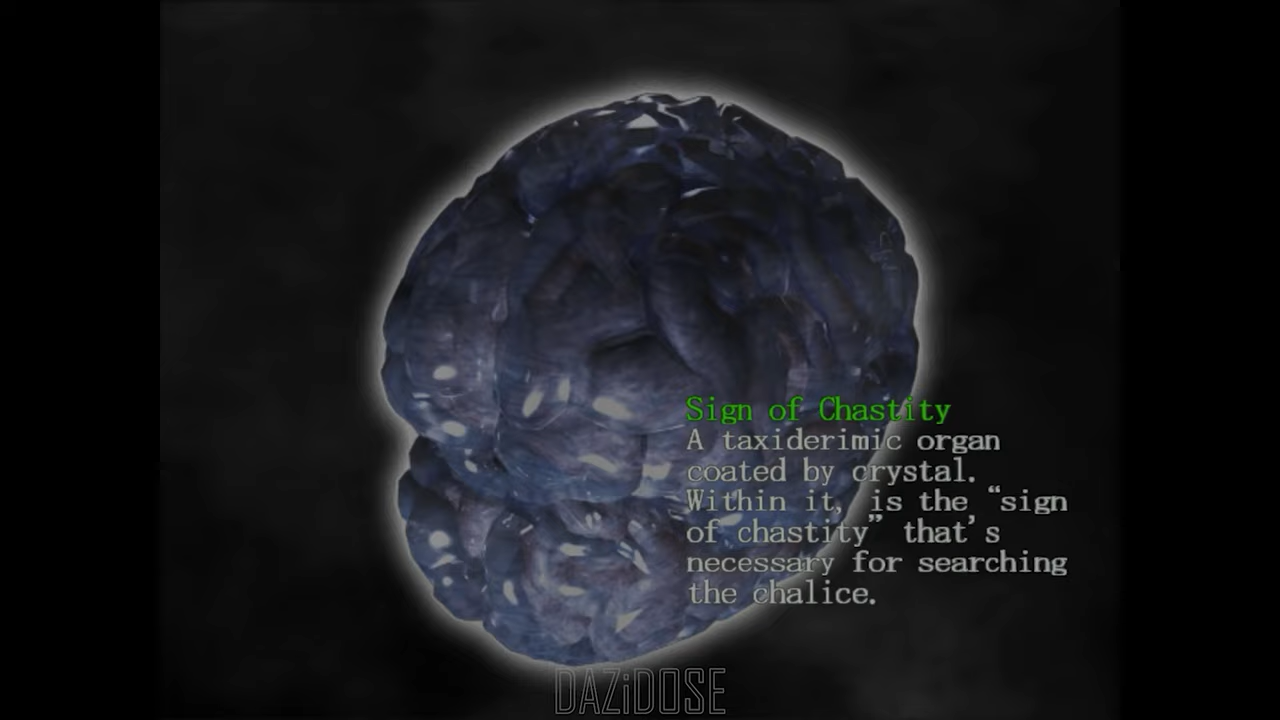 Sign of Chastity
A taxiderimic organ
coated by crystal.
Within it, is the “sign
of chastity” that's
necessary for searching
the chalice.
DAZiDOSE